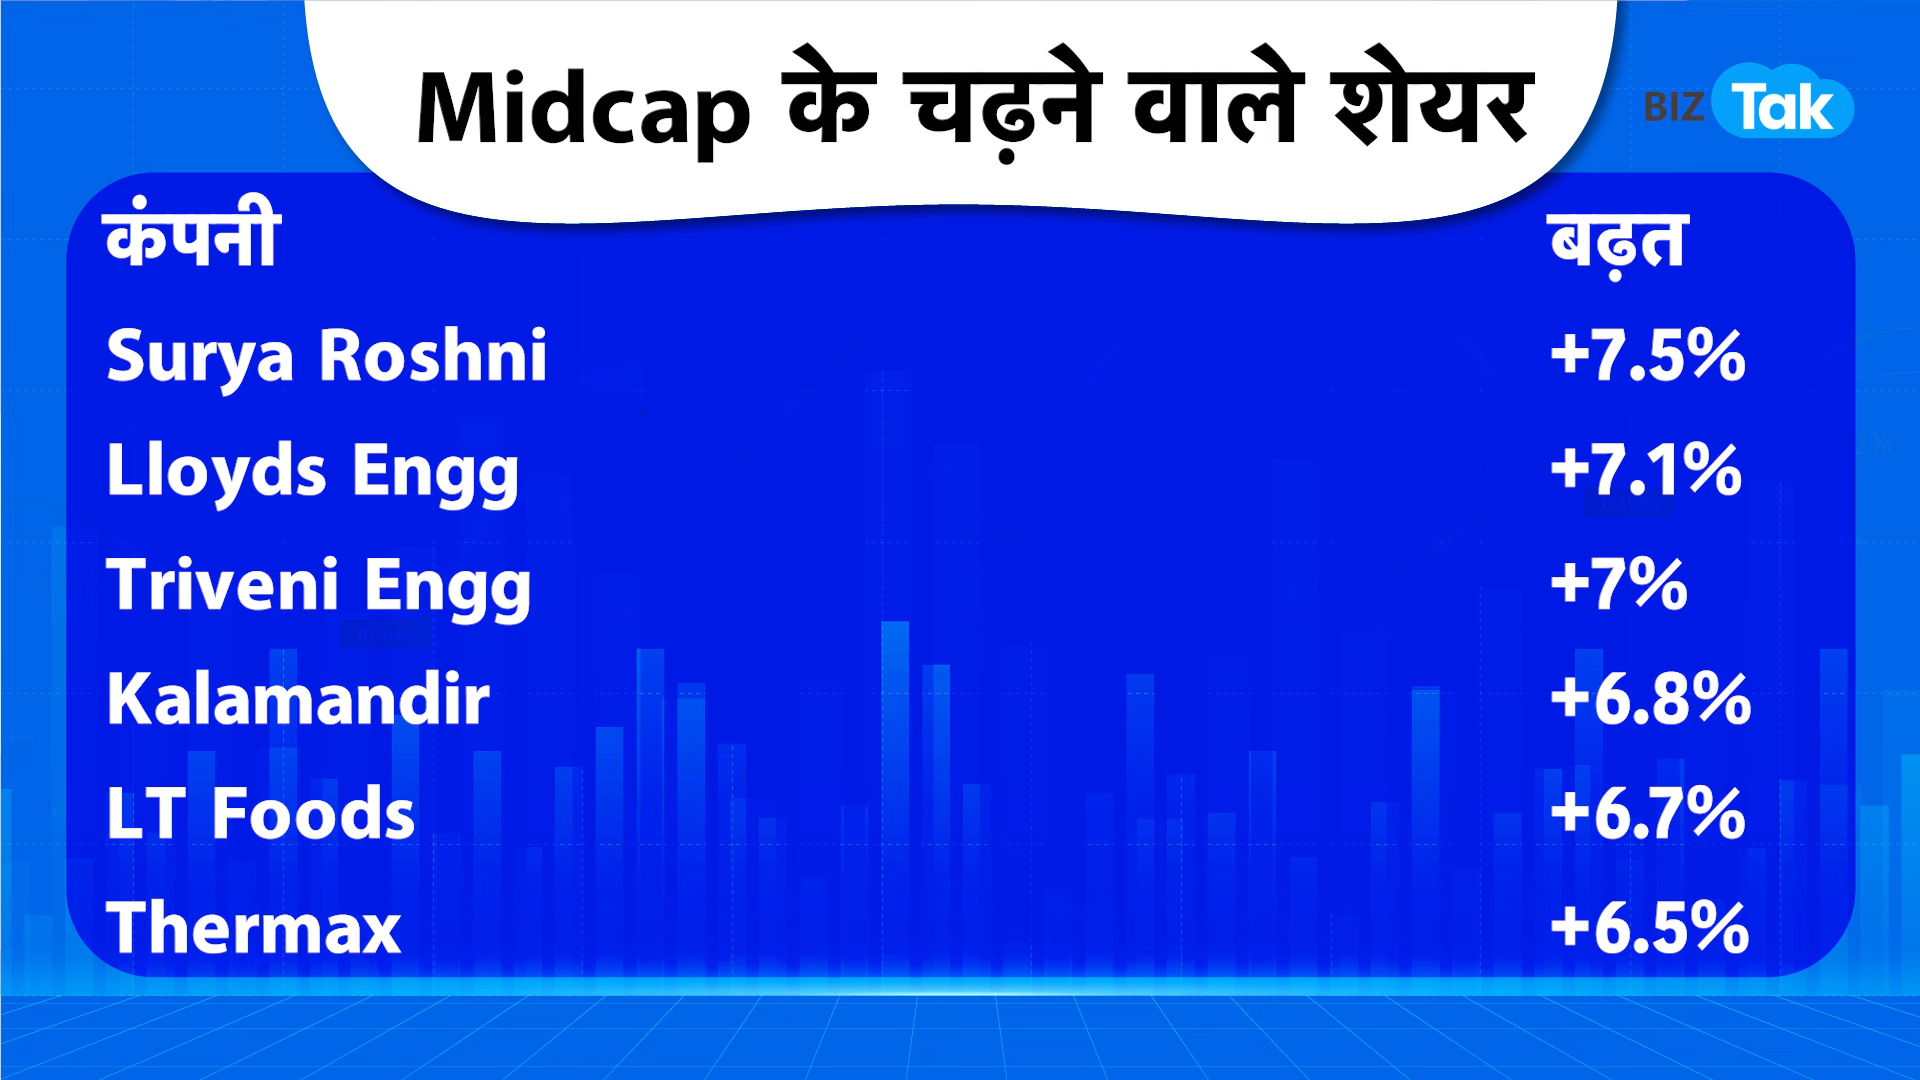 Midcap के चढ़ने वाले शेयर
BIZ Tak
कंपनी बढ़त
Surya Roshni +7.5%
Lloyds Engg +7.1%
Triveni Engg +7%
Kalamandir +6.8%
LT Foods +6.7%
Thermax +6.5%